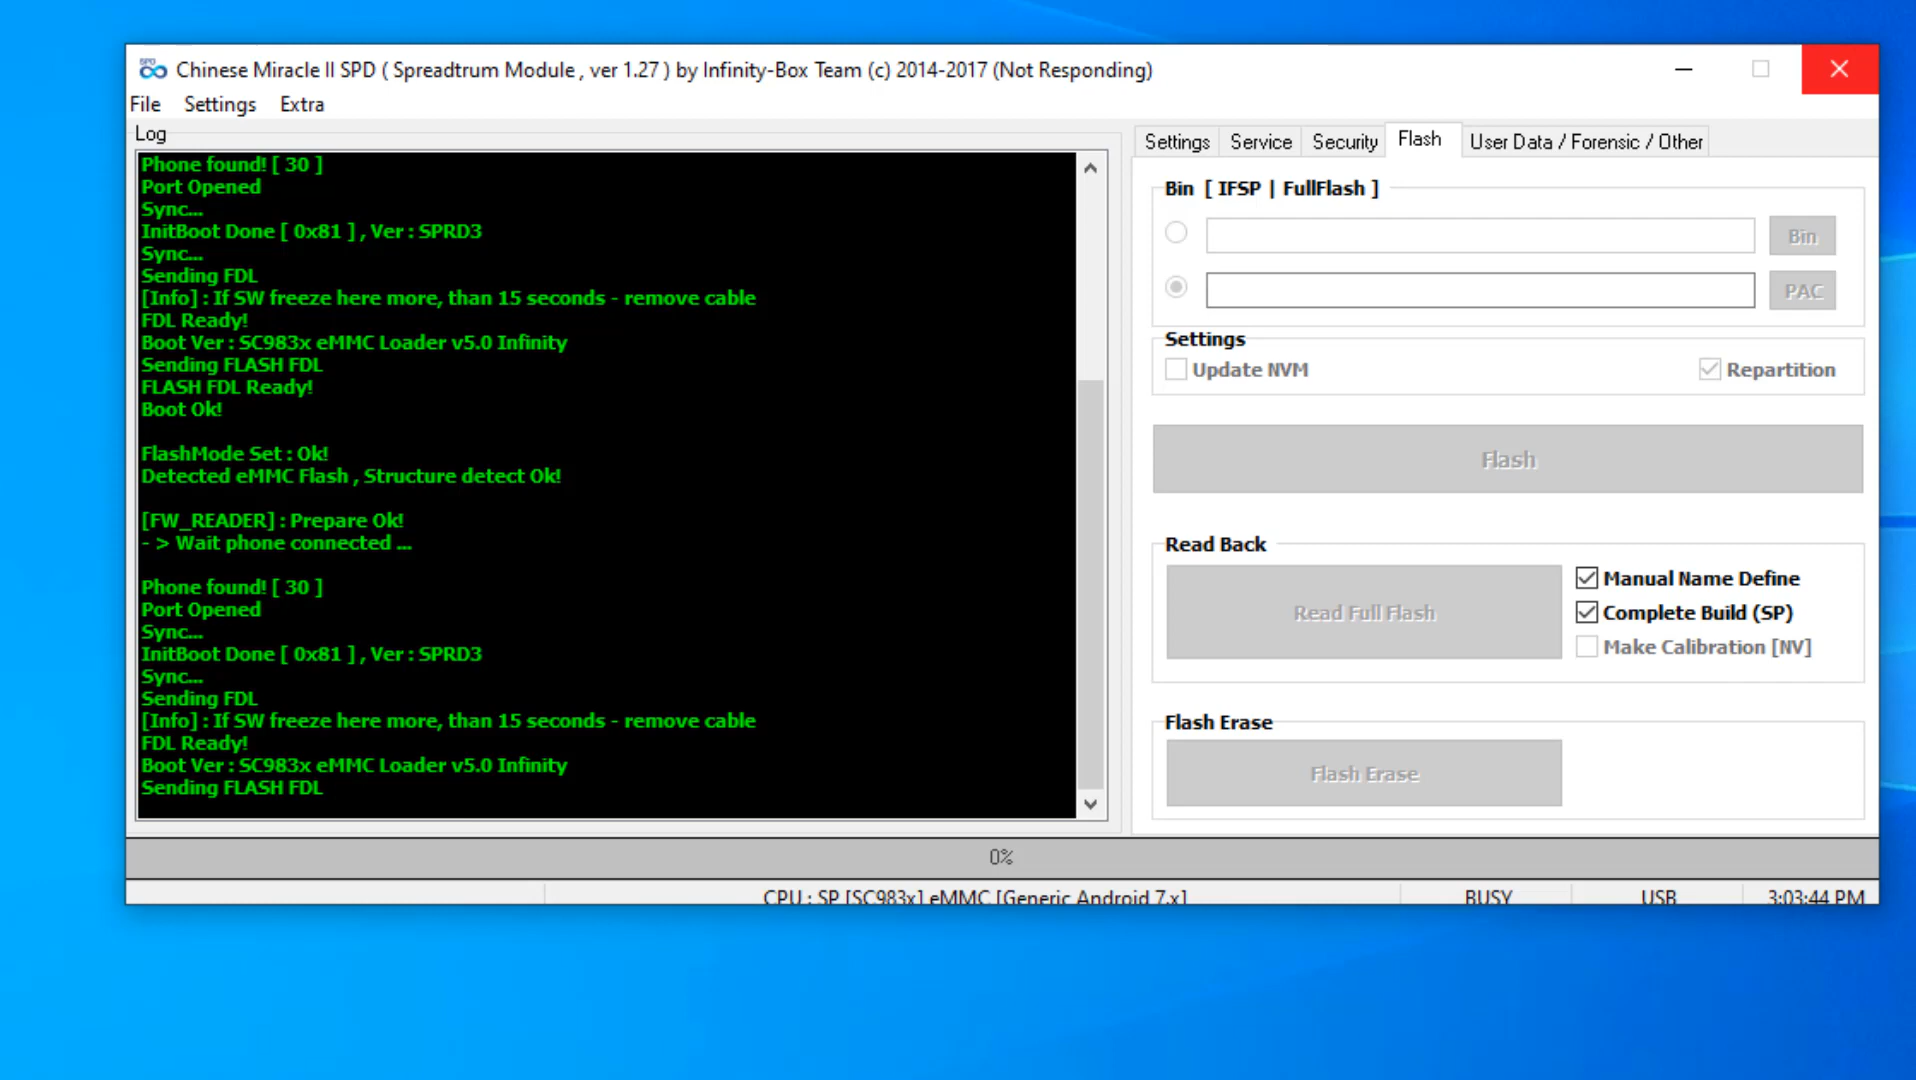 Chinese Miracle II SPD ( Spreadtrum Module , ver 1.27 ) by Infinity-Box Team (c) 2014-2017 (Not Responding)
File Settings Extra
Log
Phone found! [ 30 ]
Port Opened
Sync...
InitBoot Done [ 0x81 ] , Ver : SPRD3
Sync...
Sending FDL
[Info] : If SW freeze here more, than 15 seconds - remove cable
FDL Ready!
Boot Ver : SC983x eMMC Loader v5.0 Infinity
Sending FLASH FDL
FLASH FDL Ready!
Boot Ok!
FlashMode Set : Ok!
Detected eMMC Flash , Structure detect Ok!
[FW_READER] : Prepare Ok!
- > Wait phone connected ...
Phone found! [ 30 ]
Port Opened
Sync...
InitBoot Done [ 0x81 ] , Ver : SPRD3
Sync...
Sending FDL
[Info] : If SW freeze here more, than 15 seconds - remove cable
FDL Ready!
Boot Ver : SC983x eMMC Loader v5.0 Infinity
Sending FLASH FDL
Settings Service Security Flash User Data / Forensic / Other
Bin [ IFSP | FullFlash ]
Bin
PAC
Settings
Update NVM Repartition
Flash
Read Back
Read Full Flash
Manual Name Define
Complete Build (SP)
Make Calibration [NV]
Flash Erase
Flash Erase
0%
CPU : SP [SC983x] eMMC [Generic Android 7.x] BUSY USB 3:03:44 PM